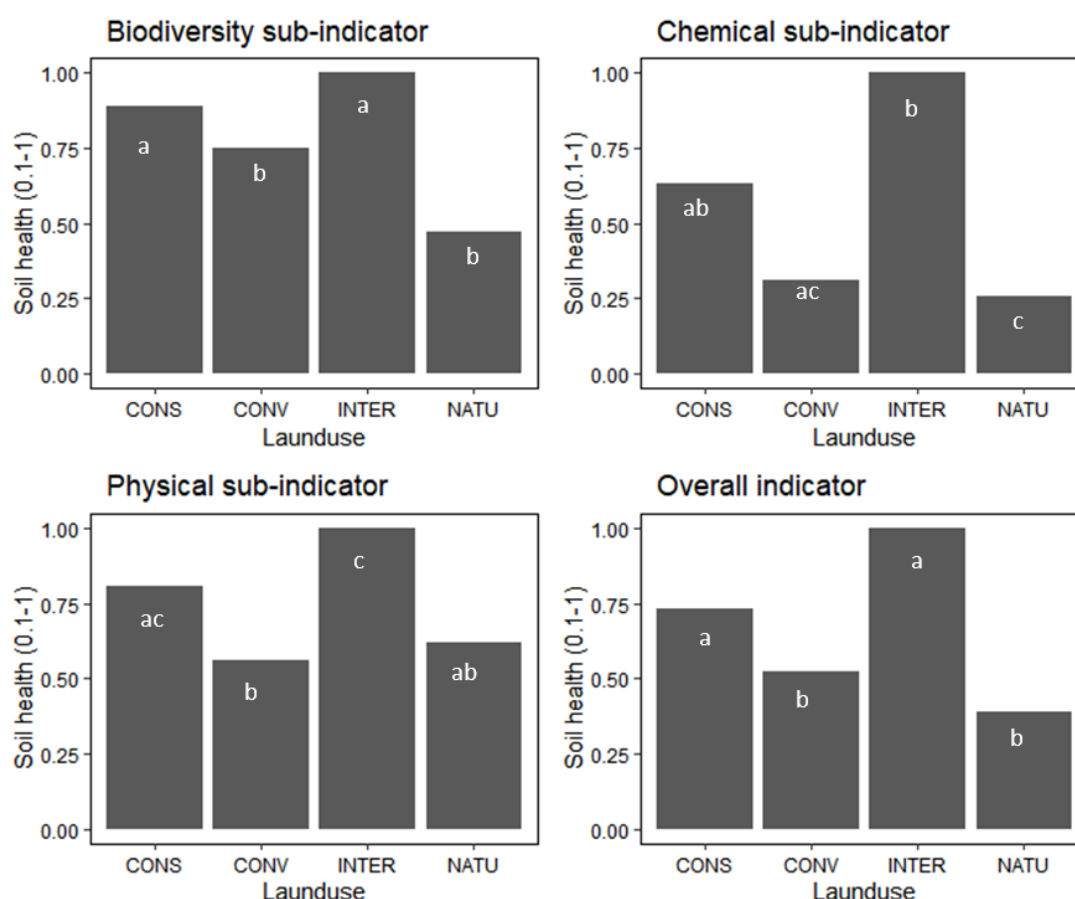 Biodiversity sub-indicator
Soil health (0.1-1)
1.00
0.75
0.50
0.25
0.00
a
b
a
b
CONS CONV INTER NATU
Launduse
Chemical sub-indicator
Soil health (0.1-1)
1.00
0.75
0.50
0.25
0.00
ab
ac
b
c
CONS CONV INTER NATU
Launduse
Physical sub-indicator
Soil health (0.1-1)
1.00
0.75
0.50
0.25
0.00
ac
b
c
ab
CONS CONV INTER NATU
Launduse
Overall indicator
Soil health (0.1-1)
1.00
0.75
0.50
0.25
0.00
a
b
a
b
CONS CONV INTER NATU
Launduse